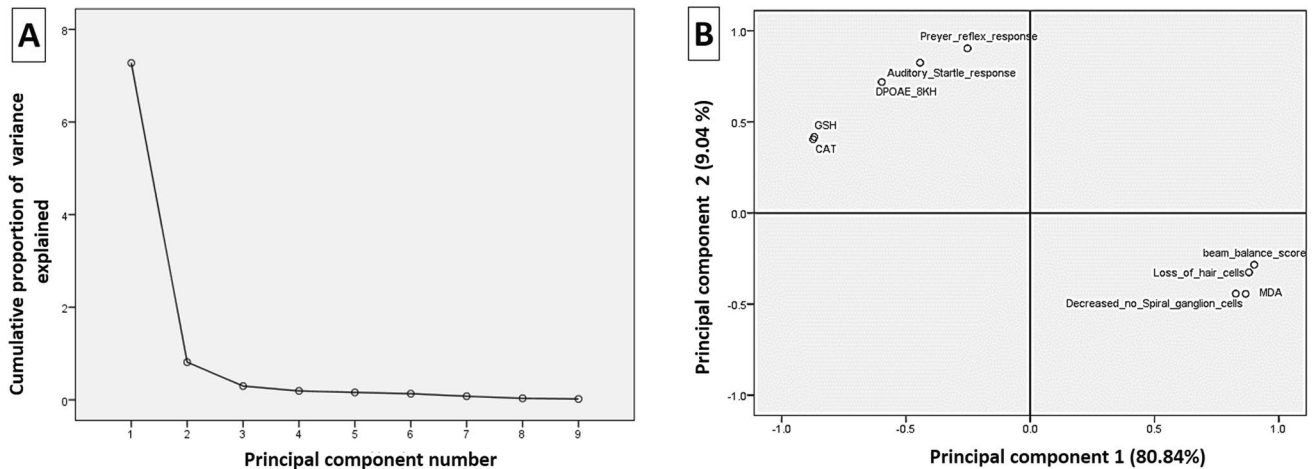 A
Cumulative proportion of variance
explained
8
6
4
2
0
1 2 3 4 5 6 7 8 9
Principal component number
B
Principal component 2 (9.04 %)
1.0
0.5
0.0
-0.5
-1.0
Preyer_reflex_response
Auditory_Startle_response
DPOAE_8KH
GSH
CAT
beam_balance_score
Loss_of_hair_cells
MDA
Decreased_no_Spiral_ganglion_cells
-1.0 -0.5 0.0 0.5 1.0
Principal component 1 (80.84%)